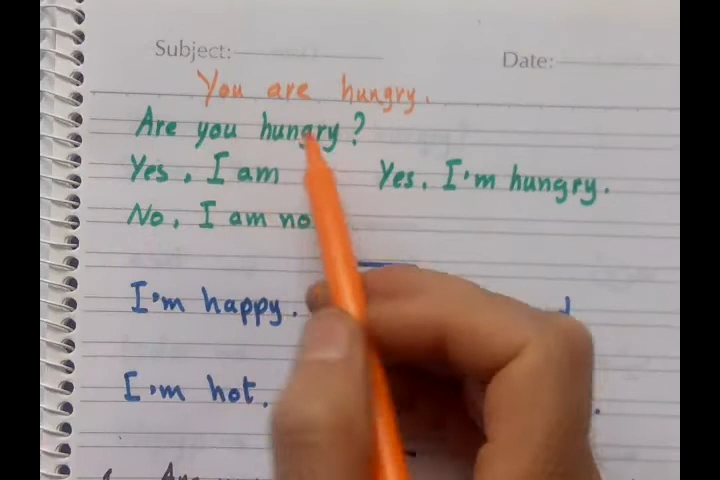 Subject: Date:
You are hungry.
Are you hungry?
Yes, I am Yes, I'm hungry.
No, I am no
I'm happy.
I'm hot.